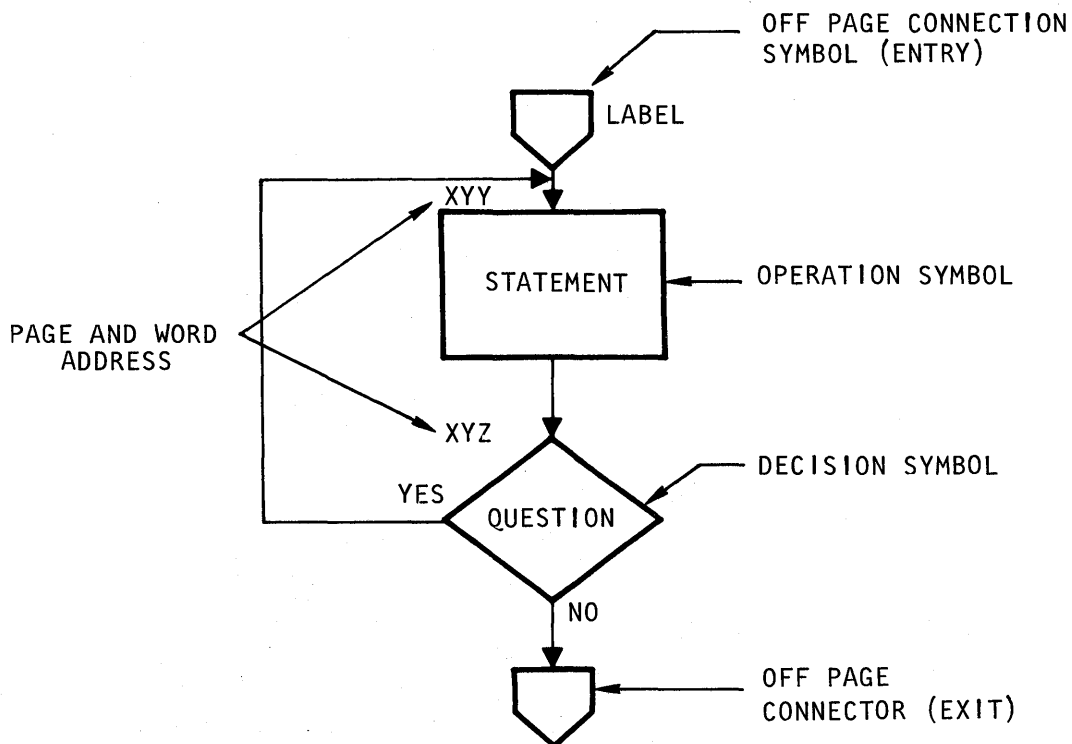 OFF PAGE CONNECTION
SYMBOL (ENTRY)
LABEL
XYY
STATEMENT
OPERATION SYMBOL
PAGE AND WORD
ADDRESS
XYZ
DECISION SYMBOL
YES
QUESTION
NO
OFF PAGE
CONNECTOR (EXIT)